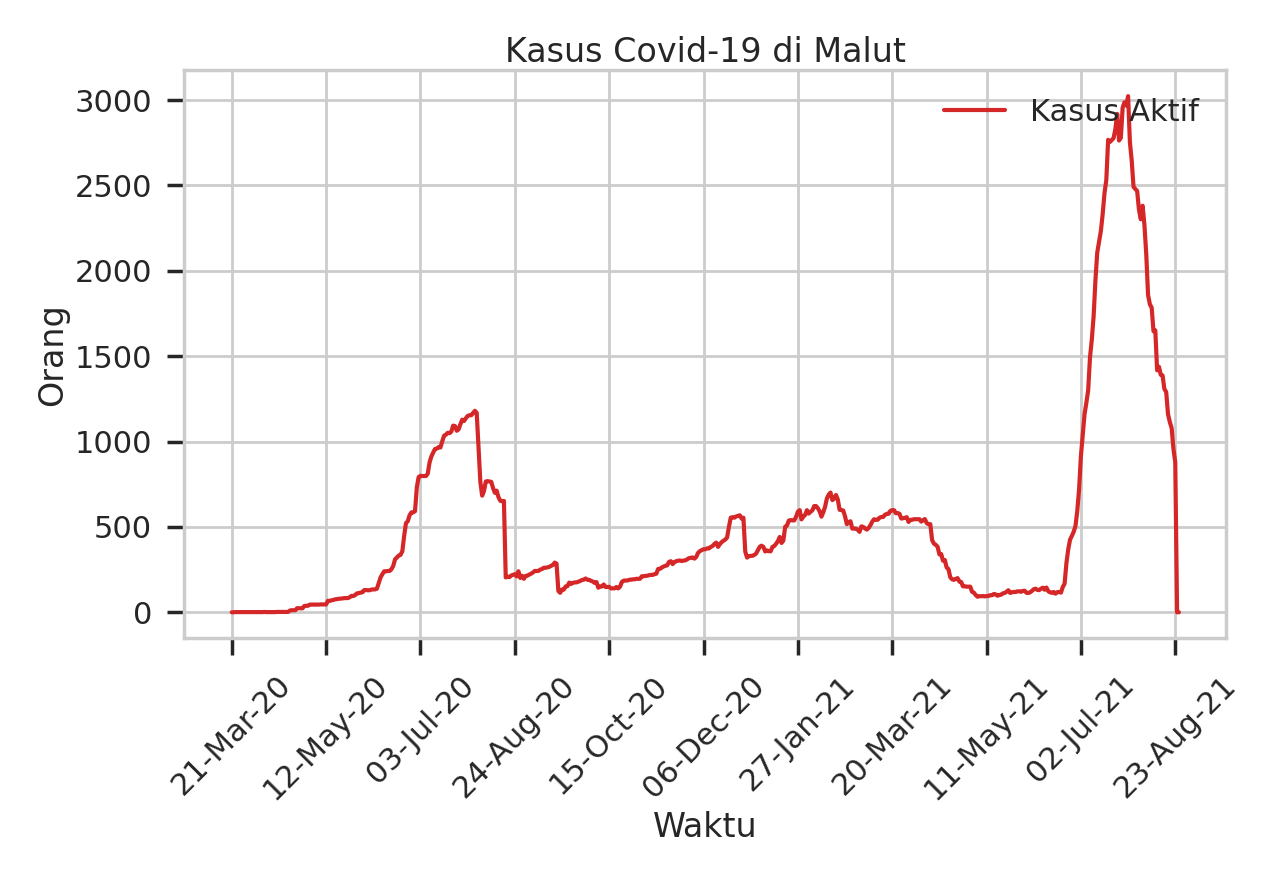 Kasus Covid-19 di Malut
Kasus Aktif
Orang
3000
2500
2000
1500
1000
500
0
21-Mar-20
12-May-20
03-Jul-20
24-Aug-20
15-Oct-20
06-Dec-20
27-Jan-21
20-Mar-21
11-May-21
02-Jul-21
23-Aug-21
Waktu